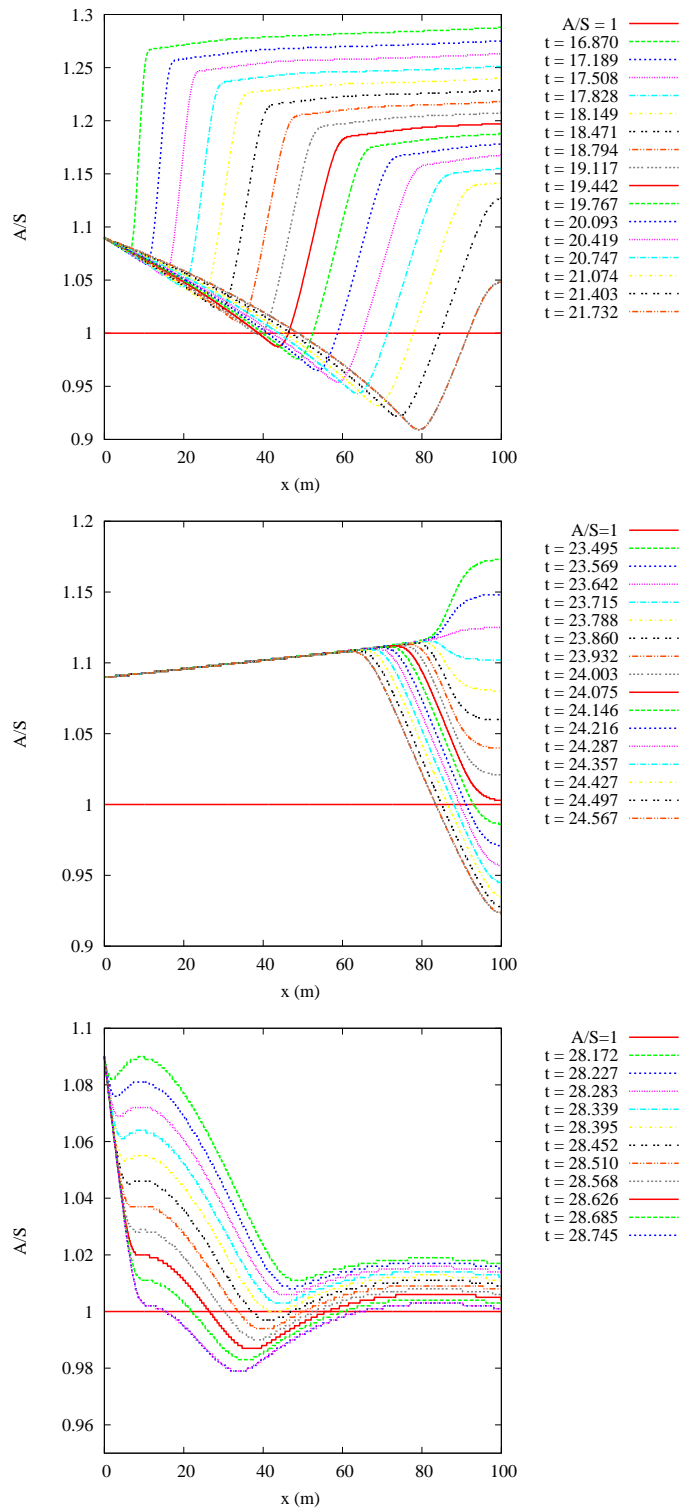 1.3
1.25
1.2
1.15
1.1
1.05
1
0.95
0.9
A/S
0 20 40 60 80 100
x (m)
A/S = 1
t = 16.870
t = 17.189
t = 17.508
t = 17.828
t = 18.149
t = 18.471
t = 18.794
t = 19.117
t = 19.442
t = 19.767
t = 20.093
t = 20.419
t = 20.747
t = 21.074
t = 21.403
t = 21.732
1.2
1.15
1.1
1.05
1
0.95
0.9
A/S
0 20 40 60 80 100
x (m)
A/S=1
t = 23.495
t = 23.569
t = 23.642
t = 23.715
t = 23.788
t = 23.860
t = 23.932
t = 24.003
t = 24.075
t = 24.146
t = 24.216
t = 24.287
t = 24.357
t = 24.427
t = 24.497
t = 24.567
1.1
1.08
1.06
1.04
1.02
1
0.98
0.96
A/S
0 20 40 60 80 100
x (m)
A/S=1
t = 28.172
t = 28.227
t = 28.283
t = 28.339
t = 28.395
t = 28.452
t = 28.510
t = 28.568
t = 28.626
t = 28.685
t = 28.745